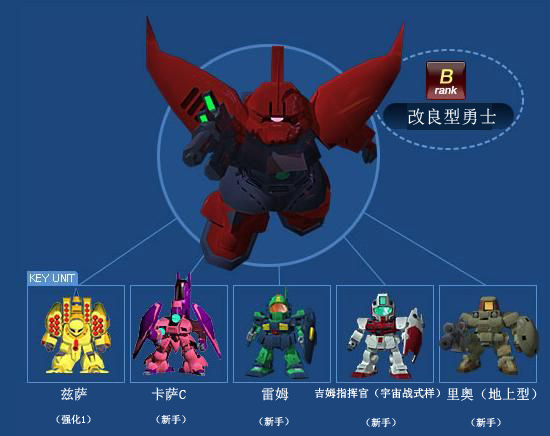 B
rank
改良型勇士
KEY UNIT
兹萨
卡萨C
雷姆
吉姆指挥官（宇宙战式样）
里奥（地上型）
（强化1）
（新手）
（新手）
（新手）
（新手）